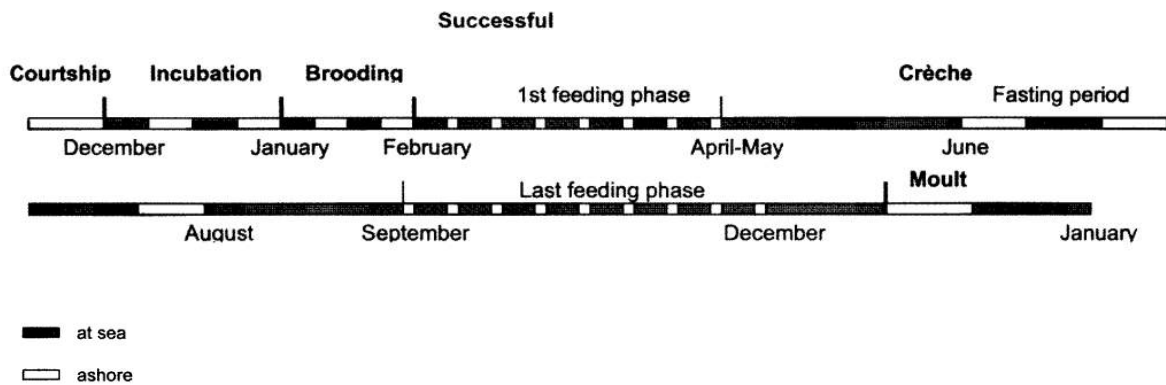 Successful
Courtship Incubation Brooding Crèche
1st feeding phase Fasting period
December January February April-May June
Last feeding phase Moult
August September December January
at sea
ashore